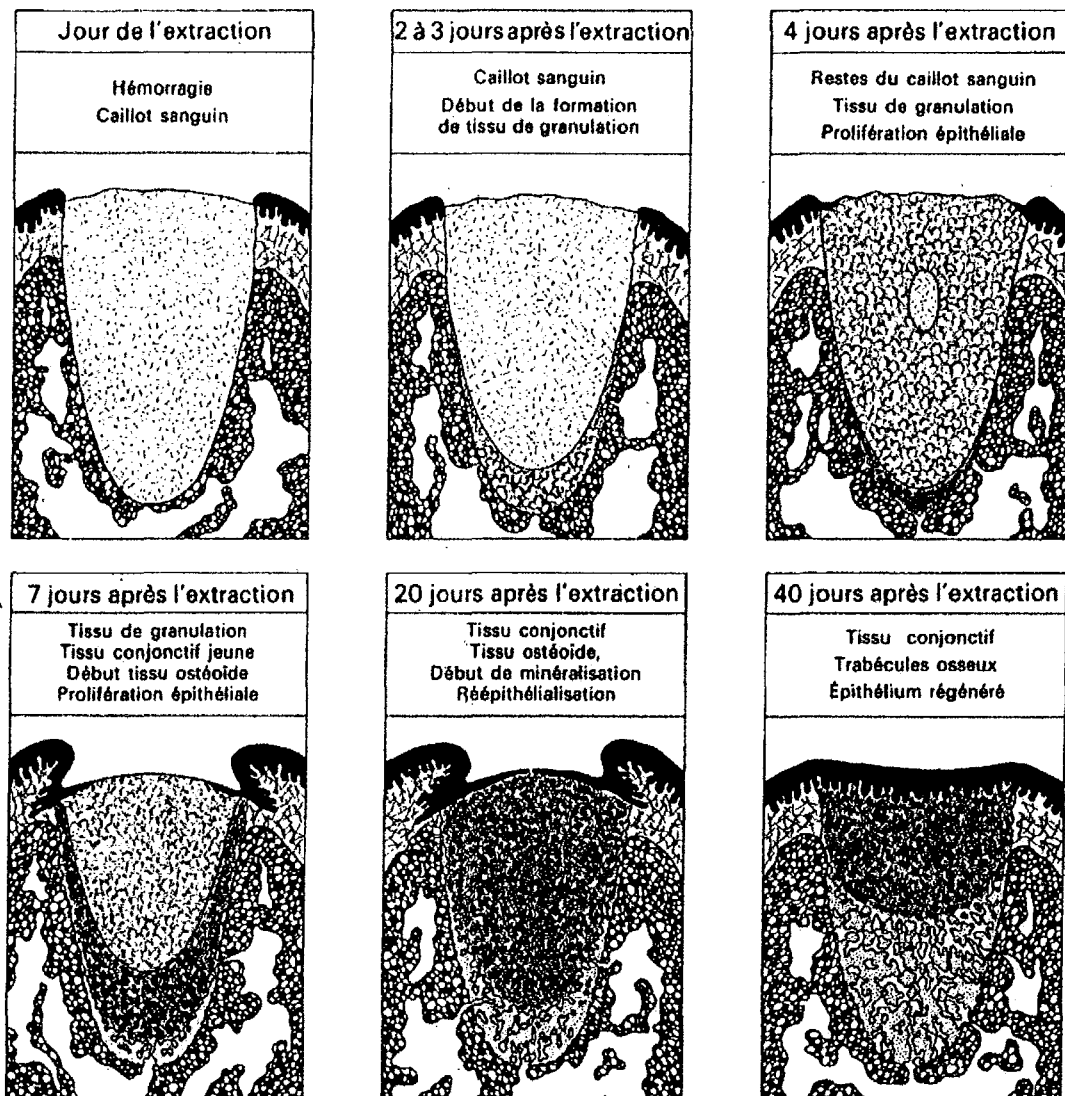 Jour de l'extraction
Hémorragie
Caillot sanguin
2 à 3 jours après l'extraction
Caillot sanguin
Début de la formation
de tissu de granulation
4 jours après l'extraction
Restes du caillot sanguin
Tissu de granulation
Prolifération épithéliale
7 jours après l'extraction
Tissu de granulation
Tissu conjonctif jeune
Début tissu ostéoïde
Prolifération épithéliale
20 jours après l'extraction
Tissu conjonctif
Tissu ostéoïde,
Début de minéralisation
Réépithélialisation
40 jours après l'extraction
Tissu conjonctif
Trabécules osseux
Épithélium régénéré